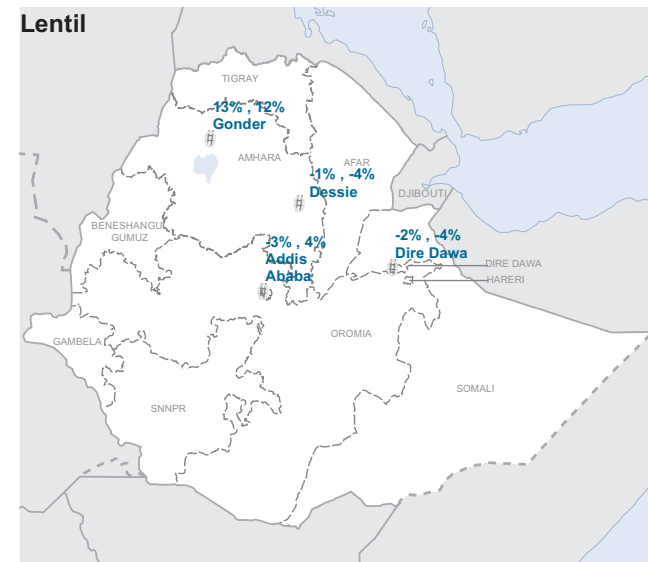 Lentil
TIGRAY
13% , 12%
Gonder
#
AMHARA
AFAR
-1% , -4%
Dessie
#
DJIBOUTI
BENESHANGU
GUMUZ
-3% , 4%
Addis
Ababa
#
-2% , -4%
Dire Dawa
#
DIRE DAWA
HARERI
GAMBELA
OROMIA
SOMALI
SNNPR